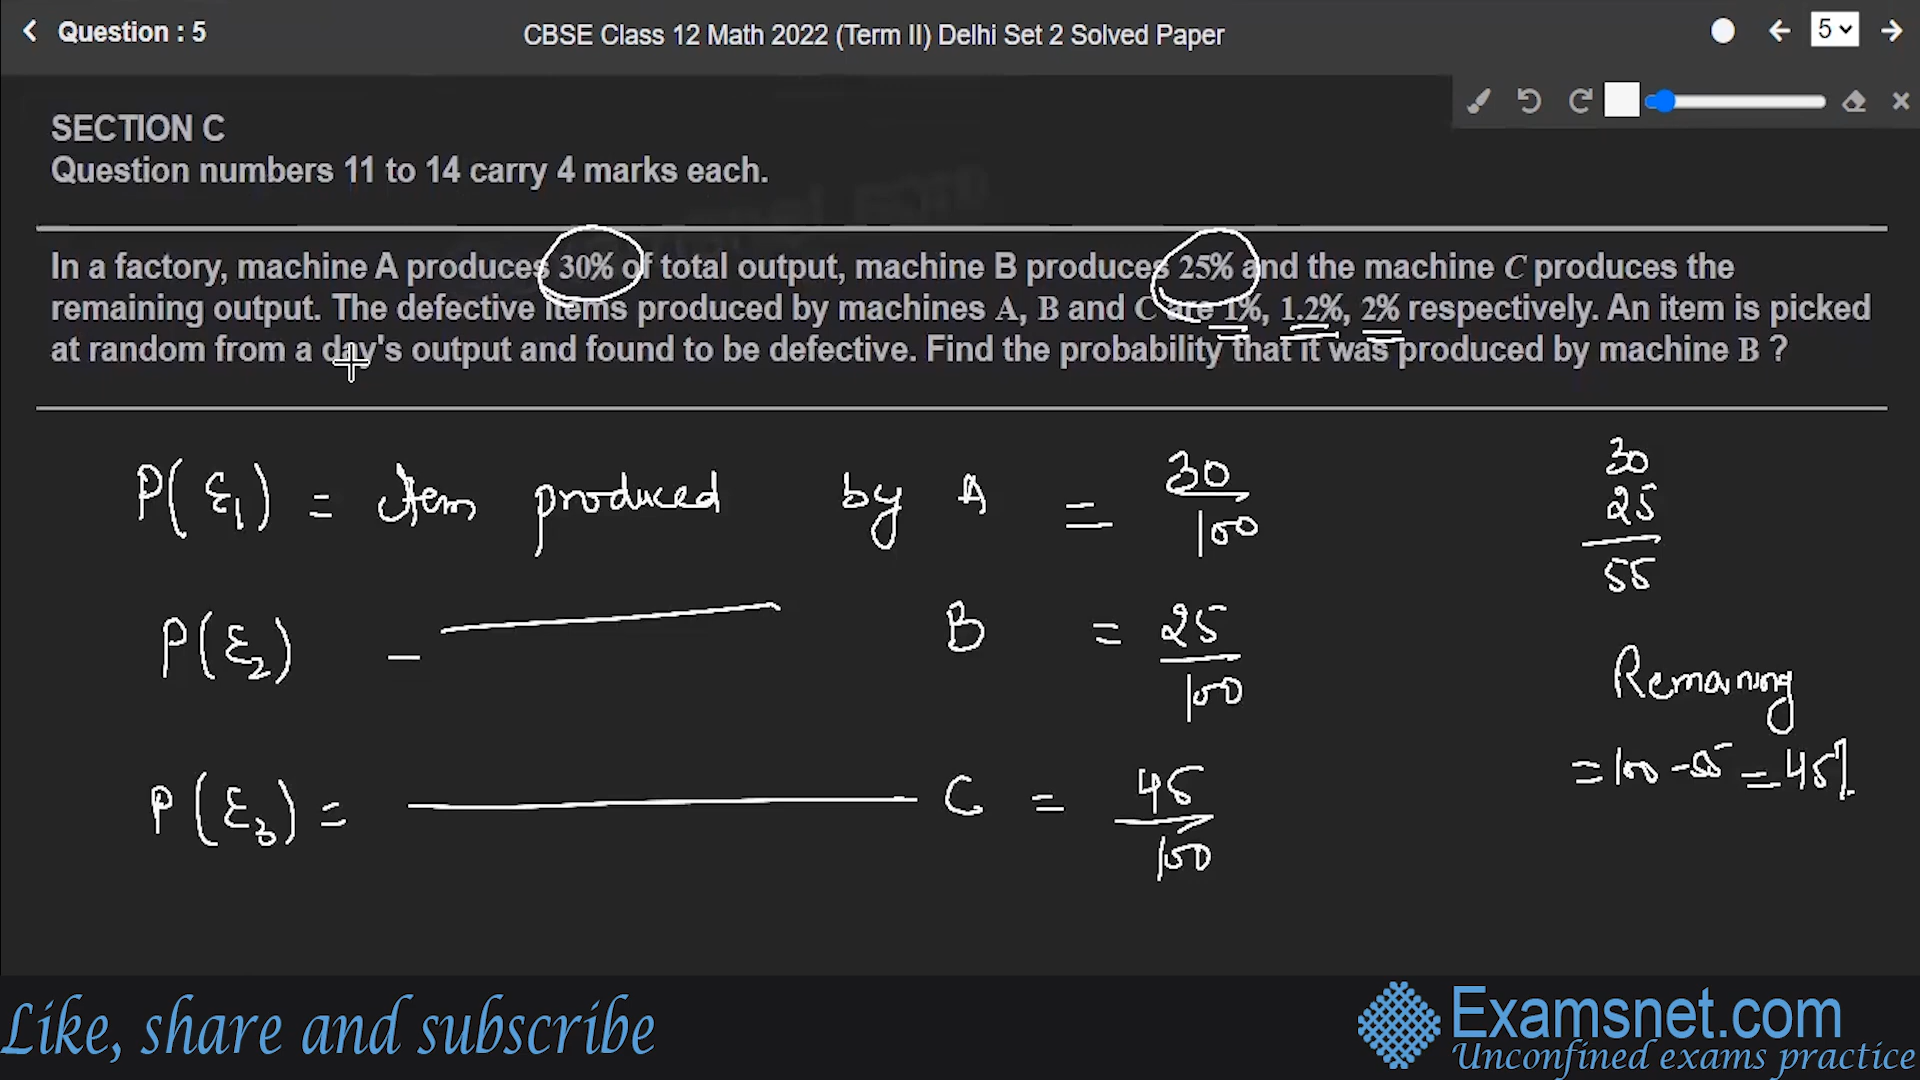 Question : 5
CBSE Class 12 Math 2022 (Term II) Delhi Set 2 Solved Paper
5
SECTION C
Question numbers 11 to 14 carry 4 marks each.
In a factory, machine A produces 30% of total output, machine B produces 25% and the machine C produces the
remaining output. The defective items produced by machines A, B and C are 1%, 1.2%, 2% respectively. An item is picked
at random from a day's output and found to be defective. Find the probability that it was produced by machine B ?
P(E1) = Item produced by A = 30/100
30
25
55
P(E2) - B = 25/100
Remaining
= 100 - 55 = 45%
P(E3) = C = 45/100
Like, share and subscribe
Examsnet.com
Unconfined exams practice